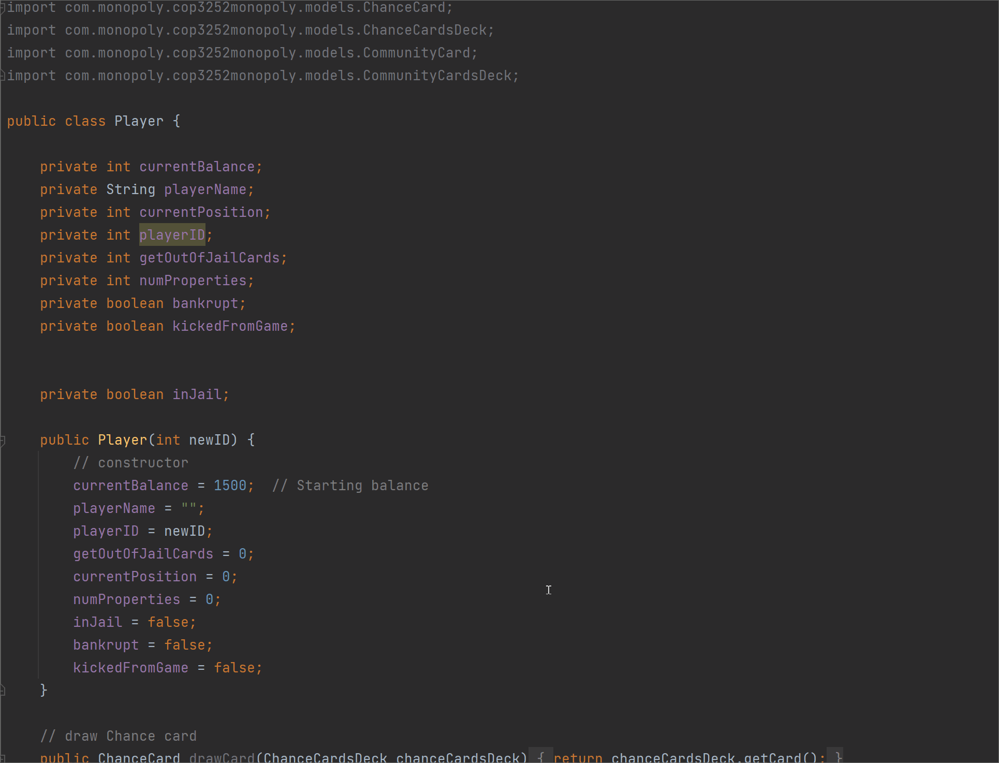 import com.monopoly.cop3252monopoly.models.ChanceCard;
import com.monopoly.cop3252monopoly.models.ChanceCardsDeck;
import com.monopoly.cop3252monopoly.models.CommunityCard;
import com.monopoly.cop3252monopoly.models.CommunityCardsDeck;
public class Player {
private int currentBalance;
private String playerName;
private int currentPosition;
private int playerID;
private int getOutOfJailCards;
private int numProperties;
private boolean bankrupt;
private boolean kickedFromGame;
private boolean inJail;
public Player(int newID) {
// constructor
currentBalance = 1500; // Starting balance
playerName = "";
playerID = newID;
getOutOfJailCards = 0;
currentPosition = 0;
numProperties = 0;
inJail = false;
bankrupt = false;
kickedFromGame = false;
}
// draw Chance card
public ChanceCard drawCard(ChanceCardsDeck chanceCardsDeck) { return chanceCardsDeck.getCard(); }